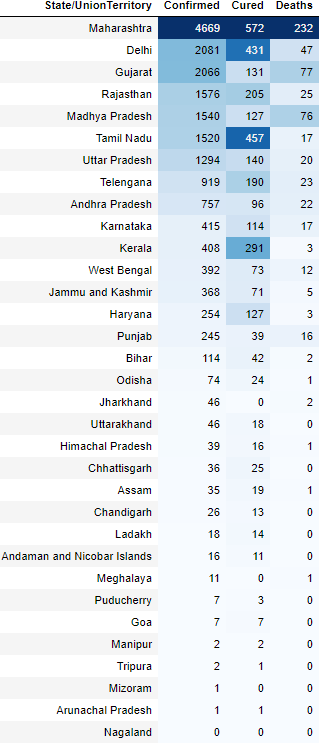 State/UnionTerritory Confirmed Cured Deaths
Maharashtra 4669 572 232
Delhi 2081 431 47
Gujarat 2066 131 77
Rajasthan 1576 205 25
Madhya Pradesh 1540 127 76
Tamil Nadu 1520 457 17
Uttar Pradesh 1294 140 20
Telengana 919 190 23
Andhra Pradesh 757 96 22
Karnataka 415 114 17
Kerala 408 291 3
West Bengal 392 73 12
Jammu and Kashmir 368 71 5
Haryana 254 127 3
Punjab 245 39 16
Bihar 114 42 2
Odisha 74 24 1
Jharkhand 46 0 2
Uttarakhand 46 18 0
Himachal Pradesh 39 16 1
Chhattisgarh 36 25 0
Assam 35 19 1
Chandigarh 26 13 0
Ladakh 18 14 0
Andaman and Nicobar Islands 16 11 0
Meghalaya 11 0 1
Puducherry 7 3 0
Goa 7 7 0
Manipur 2 2 0
Tripura 2 1 0
Mizoram 1 0 0
Arunachal Pradesh 1 1 0
Nagaland 0 0 0